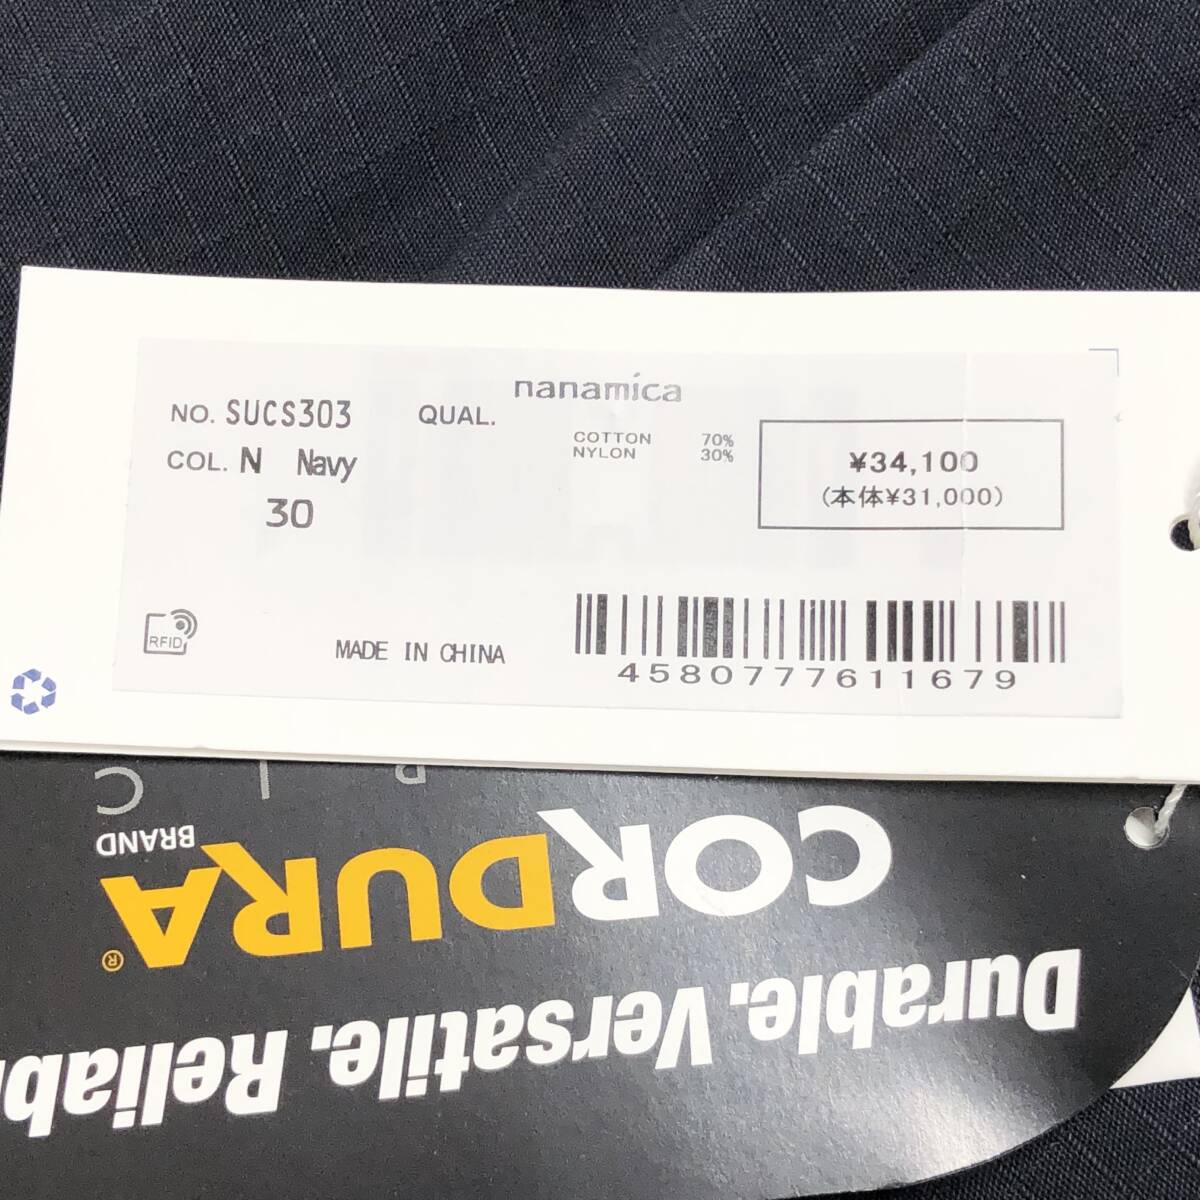 nanamica
NO. SUCS303
QUAL.
COL. N Navy
30
COTTON 70%
NYLON 30%
¥34,100
(本体¥31,000)
RFID
MADE IN CHINA
4580777611679
CORDURA®
BRAND
Durable. Versatile.